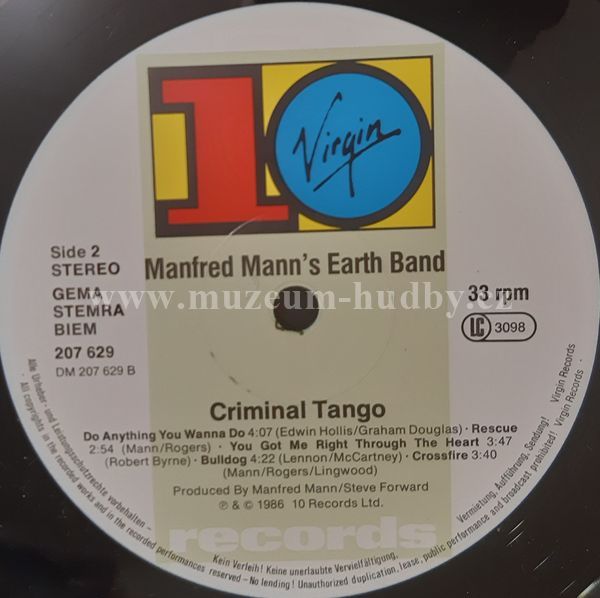 10
Virgin
Side 2
STEREO
GEMA
STEMRA
BIEM
207 629
DM 207 629 B
Manfred Mann's Earth Band
33 rpm
LC 3098
www.muzeum-hudby.cz
Criminal Tango
Do Anything You Wanna Do 4:07 (Edwin Hollis/Graham Douglas) · Rescue
2:54 (Mann/Rogers) · You Got Me Right Through The Heart 3:47
(Robert Byrne) · Bulldog 4:22 (Lennon/McCartney) · Crossfire 3:40
(Mann/Rogers/Lingwood)
Produced By Manfred Mann/Steve Forward
℗ & © 1986 10 Records Ltd.
records
Alle Urheber- und Leistungsschutzrechte vorbehalten – Kein Verleih! Keine unerlaubte Vervielfältigung, Vermietung, Aufführung, Sendung! Virgin Records
· All copyrights in the recorded works and in the recorded performances reserved – No lending! Unauthorized duplication, lease, public performance and broadcast prohibited! Virgin Records ·